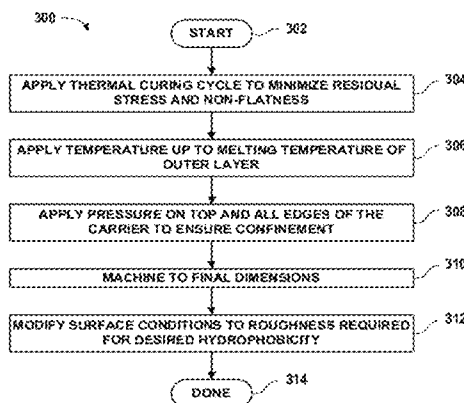 300
START
302
APPLY THERMAL CURING CYCLE TO MINIMIZE RESIDUAL
STRESS AND NON-FLATNESS
304
APPLY TEMPERATURE UP TO MELTING TEMPERATURE OF
OUTER LAYER
306
APPLY PRESSURE ON TOP AND ALL EDGES OF THE
CARRIER TO ENSURE CONFINEMENT
308
MACHINE TO FINAL DIMENSIONS
310
MODIFY SURFACE CONDITIONS TO ROUGHNESS REQUIRED
FOR DESIRED HYDROPHOBICITY
312
DONE
314